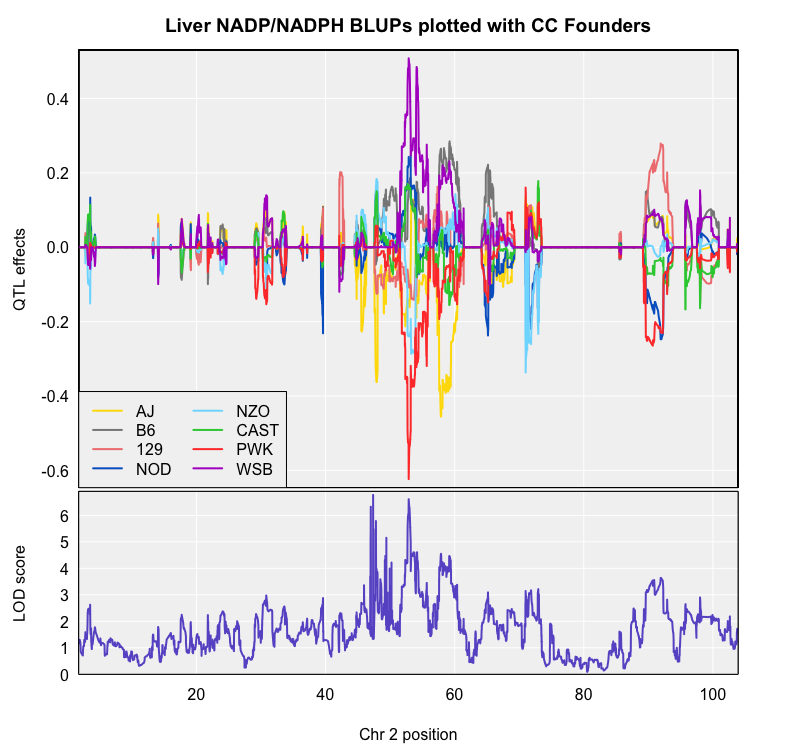 Liver NADP/NADPH BLUPs plotted with CC Founders
QTL effects
0.4
0.2
0.0
-0.2
-0.4
-0.6
AJ NZO
B6 CAST
129 PWK
NOD WSB
LOD score
6
5
4
3
2
1
0
20 40 60 80 100
Chr 2 position